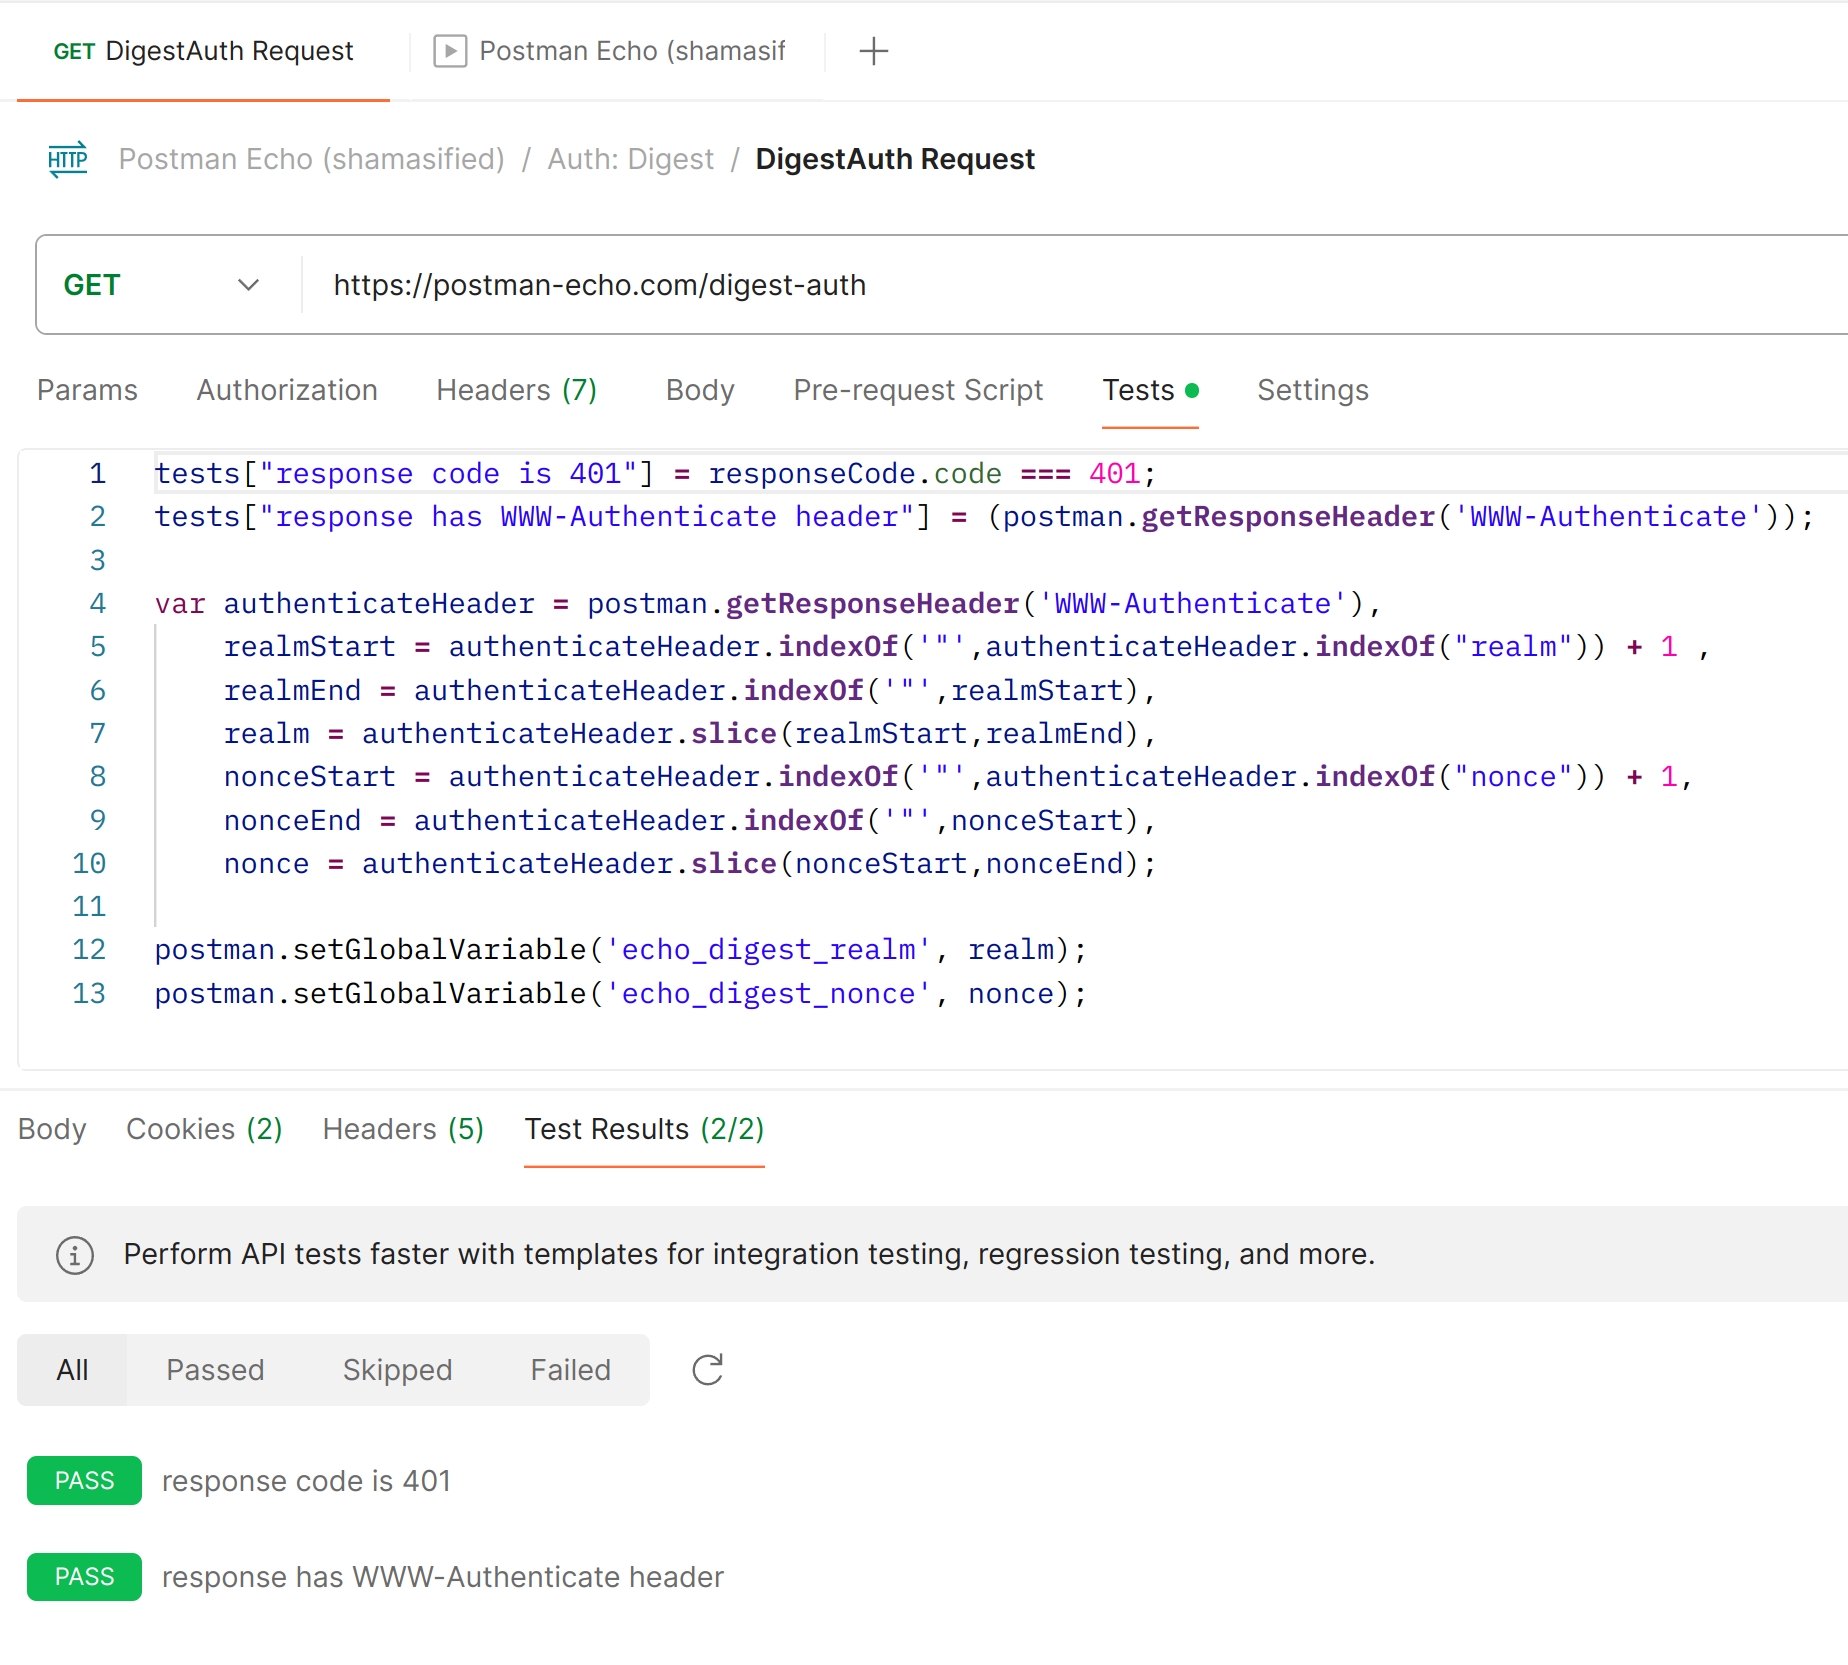 GET DigestAuth Request Postman Echo (shamasif
HTTP Postman Echo (shamasified) / Auth: Digest / DigestAuth Request
GET https://postman-echo.com/digest-auth
Params Authorization Headers (7) Body Pre-request Script Tests Settings
1 tests["response code is 401"] = responseCode.code === 401;
2 tests["response has WWW-Authenticate header"] = (postman.getResponseHeader('WWW-Authenticate'));
3
4 var authenticateHeader = postman.getResponseHeader('WWW-Authenticate'),
5     realmStart = authenticateHeader.indexOf('"',authenticateHeader.indexOf("realm")) + 1 ,
6     realmEnd = authenticateHeader.indexOf('"',realmStart),
7     realm = authenticateHeader.slice(realmStart,realmEnd),
8     nonceStart = authenticateHeader.indexOf('"',authenticateHeader.indexOf("nonce")) + 1,
9     nonceEnd = authenticateHeader.indexOf('"',nonceStart),
10     nonce = authenticateHeader.slice(nonceStart,nonceEnd);
11
12 postman.setGlobalVariable('echo_digest_realm', realm);
13 postman.setGlobalVariable('echo_digest_nonce', nonce);
Body Cookies (2) Headers (5) Test Results (2/2)
Perform API tests faster with templates for integration testing, regression testing, and more.
All Passed Skipped Failed
PASS response code is 401
PASS response has WWW-Authenticate header